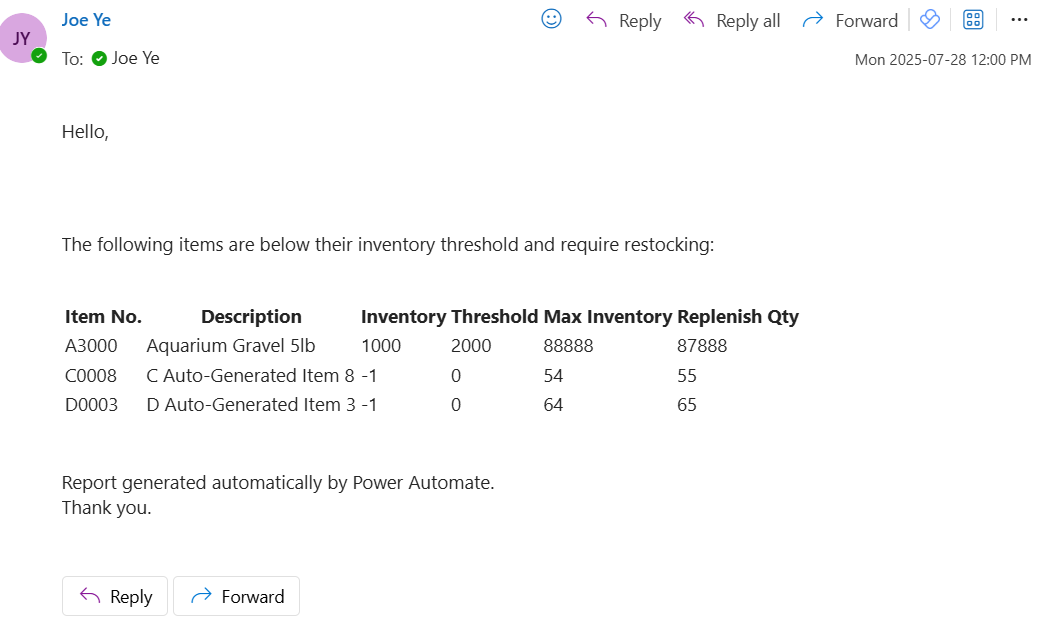 Joe Ye
Reply
Reply all
Forward
JY
To: Joe Ye
Mon 2025-07-28 12:00 PM
Hello,
The following items are below their inventory threshold and require restocking:
Item No. Description Inventory Threshold Max Inventory Replenish Qty
A3000 Aquarium Gravel 5lb 1000 2000 88888 87888
C0008 C Auto-Generated Item 8 -1 0 54 55
D0003 D Auto-Generated Item 3 -1 0 64 65
Report generated automatically by Power Automate.
Thank you.
Reply
Forward